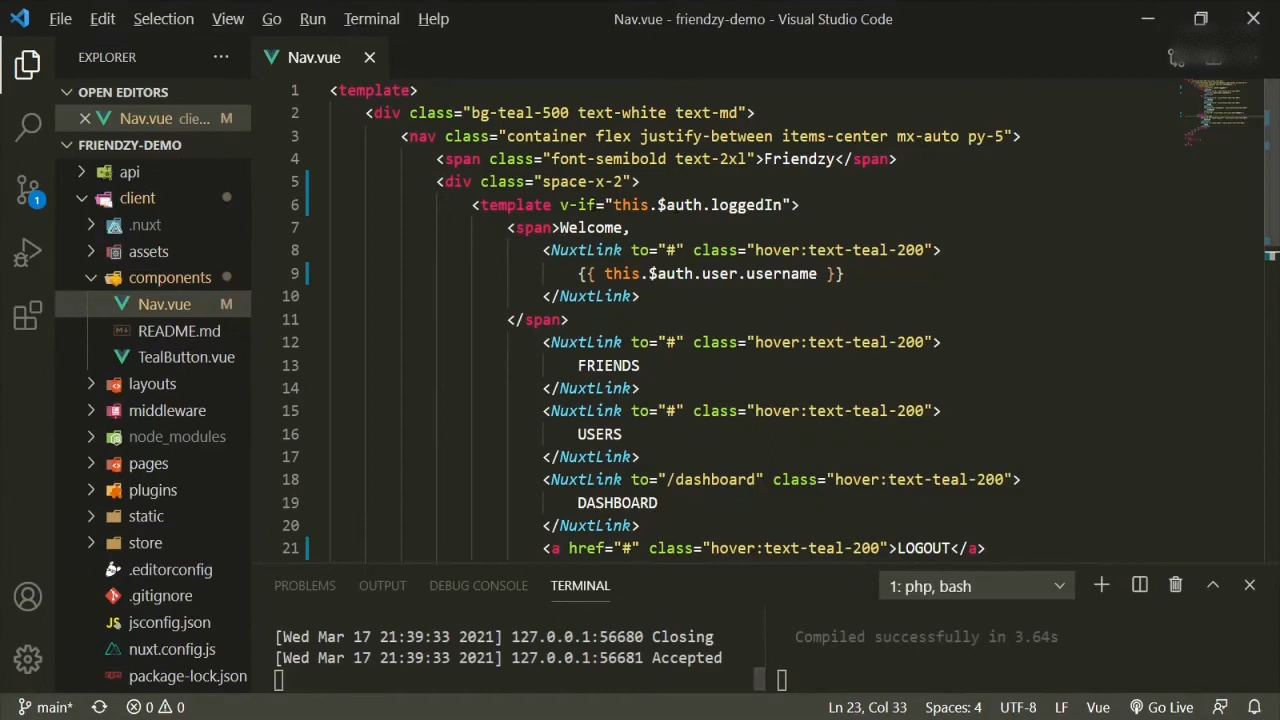 File Edit Selection View Go Run Terminal Help Nav.vue - friendzy-demo - Visual Studio Code
EXPLORER
Nav.vue
OPEN EDITORS
Nav.vue clie... M
FRIENDZY-DEMO
api
client
.nuxt
assets
components
Nav.vue M
README.md
TealButton.vue
layouts
middleware
node_modules
pages
plugins
static
store
.editorconfig
.gitignore
jsconfig.json
nuxt.config.js
package-lock.json
1
1 <template>
2 <div class="bg-teal-500 text-white text-md">
3 <nav class="container flex justify-between items-center mx-auto py-5">
4 <span class="font-semibold text-2xl">Friendzy</span>
5 <div class="space-x-2">
6 <template v-if="this.$auth.loggedIn">
7 <span>Welcome,
8 <NuxtLink to="#" class="hover:text-teal-200">
9 {{ this.$auth.user.username }}
10 </NuxtLink>
11 </span>
12 <NuxtLink to="#" class="hover:text-teal-200">
13 FRIENDS
14 </NuxtLink>
15 <NuxtLink to="#" class="hover:text-teal-200">
16 USERS
17 </NuxtLink>
18 <NuxtLink to="/dashboard" class="hover:text-teal-200">
19 DASHBOARD
20 </NuxtLink>
21 <a href="#" class="hover:text-teal-200">LOGOUT</a>
PROBLEMS OUTPUT DEBUG CONSOLE TERMINAL 1: php, bash
[Wed Mar 17 21:39:33 2021] 127.0.0.1:56680 Closing
[Wed Mar 17 21:39:33 2021] 127.0.0.1:56681 Accepted
Compiled successfully in 3.64s
main* 0 0 Ln 23, Col 33 Spaces: 4 UTF-8 LF Vue Go Live